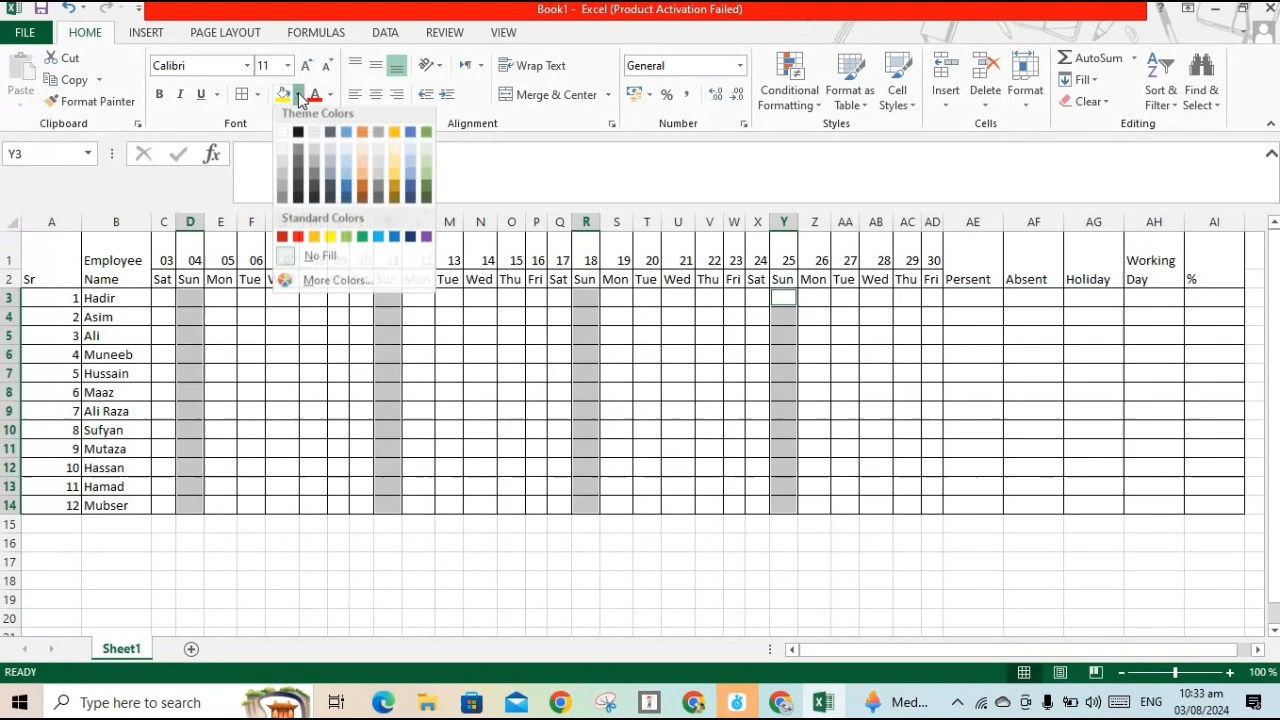 Book1 - Excel (Product Activation Failed)
FILE HOME INSERT PAGE LAYOUT FORMULAS DATA REVIEW VIEW
Cut Calibri 11 Wrap Text General AutoSum
Copy Paste Conditional Formatting Format as Table Cell Styles Insert Delete Format Fill Sort & Filter Find & Select
Format Painter B I U A Merge & Center % Clear
Clipboard Font Alignment Number Styles Cells Editing
Theme Colors
Y3 fx
Standard Colors
No Fill
More Colors...
A B C D E F M N O P Q R S T U V W X Y Z AA AB AC AD AE AF AG AH AI
1 Employee 03 04 05 06 13 14 15 16 17 18 19 20 21 22 23 24 25 26 27 28 29 30 Working
2 Sr Name Sat Sun Mon Tue Tue Wed Thu Fri Sat Sun Mon Tue Wed Thu Fri Sat Sun Mon Tue Wed Thu Fri Persent Absent Holiday Day %
3 1 Hadir
4 2 Asim
5 3 Ali
6 4 Muneeb
7 5 Hussain
8 6 Maaz
9 7 Ali Raza
10 8 Sufyan
11 9 Mutaza
12 10 Hassan
13 11 Hamad
14 12 Mubser
15
16
17
18
19
20
Sheet1
READY 100 %
Type here to search Med... ENG 10:33 am
03/08/2024